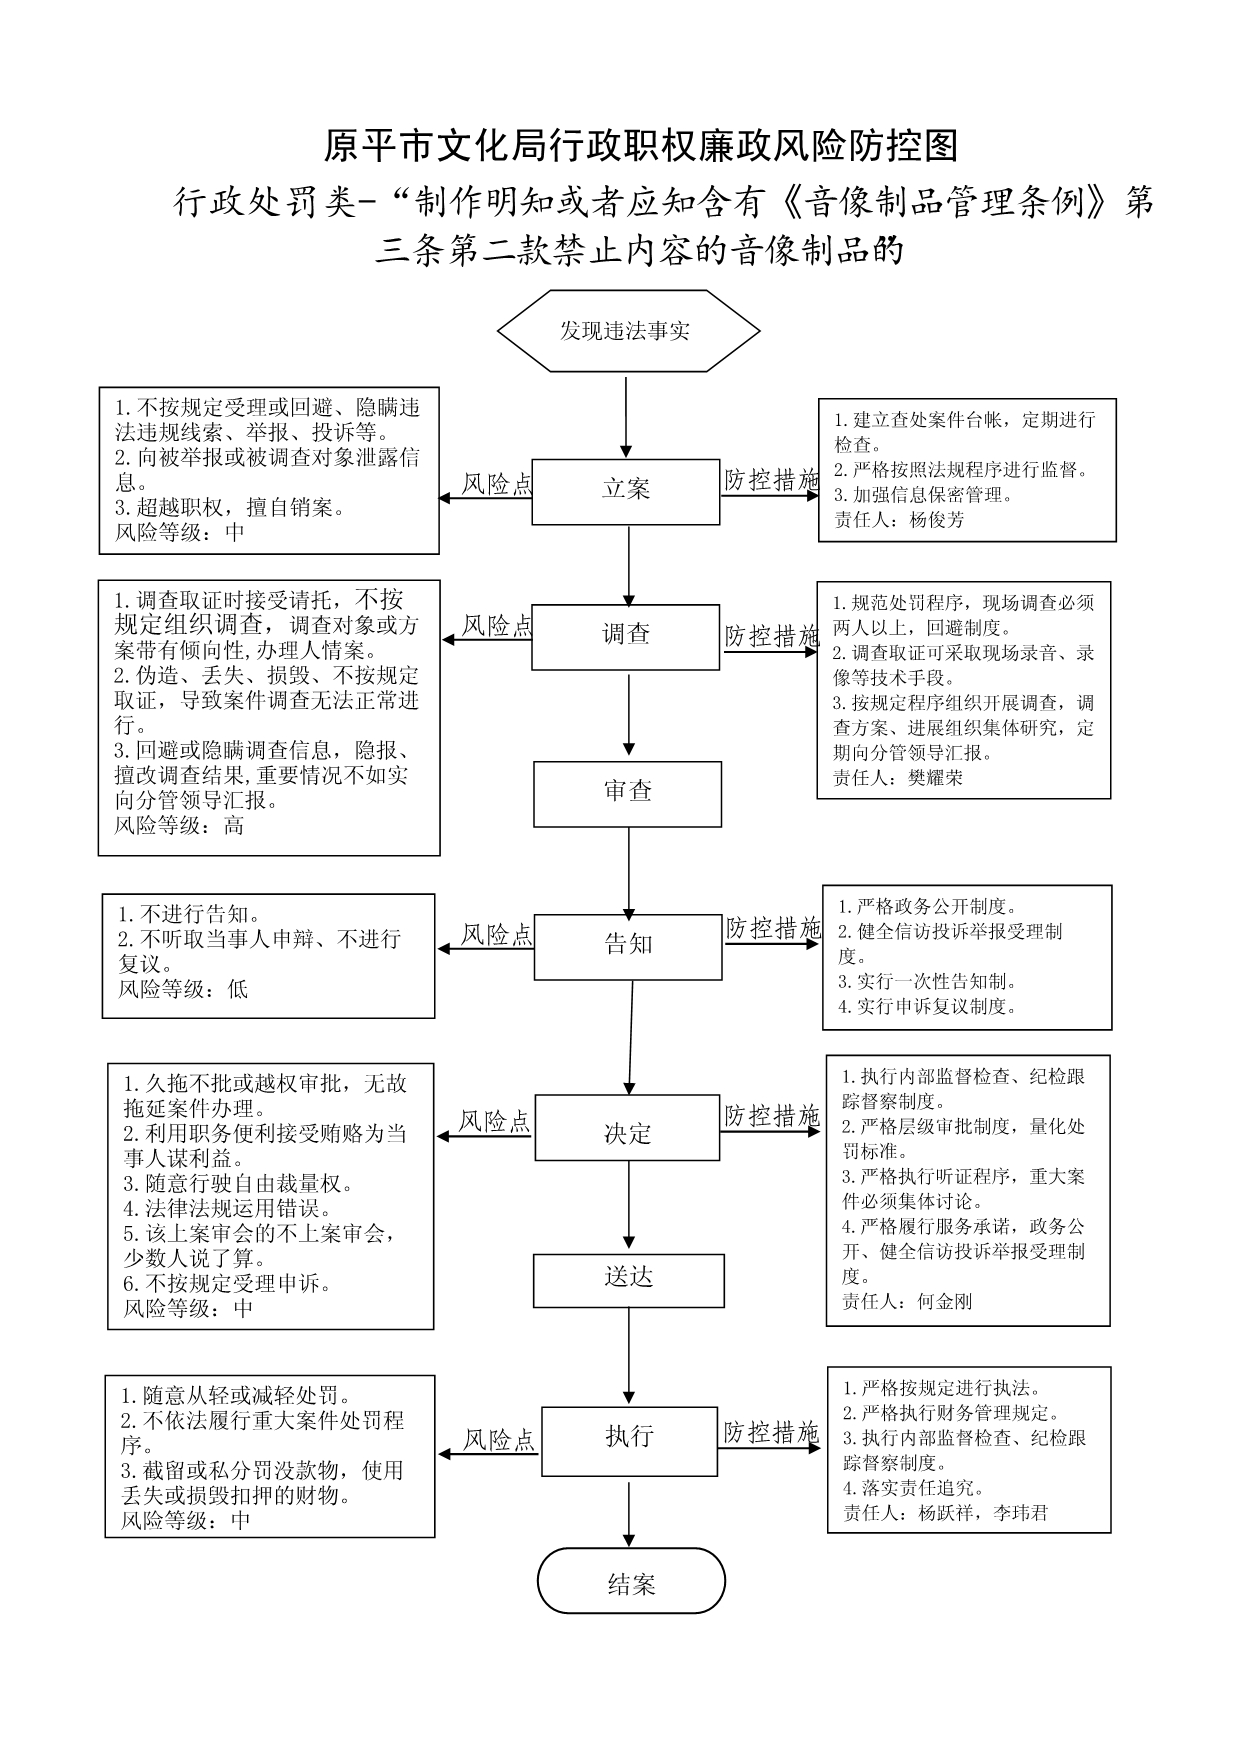 原平市文化局行政职权廉政风险防控图
行政处罚类-“制作明知或者应知含有《音像制品管理条例》第
三条第二款禁止内容的音像制品的
发现违法事实
1.不按规定受理或回避、隐瞒违
法违规线索、举报、投诉等。
2.向被举报或被调查对象泄露信
息。
3.超越职权，擅自销案。
风险等级：中
风险点
立案
防控措施
1.建立查处案件台帐，定期进行
检查。
2.严格按照法规程序进行监督。
3.加强信息保密管理。
责任人：杨俊芳
1.调查取证时接受请托，不按
规定组织调查，调查对象或方
案带有倾向性,办理人情案。
2.伪造、丢失、损毁、不按规定
取证，导致案件调查无法正常进
行。
3.回避或隐瞒调查信息，隐报、
擅改调查结果,重要情况不如实
向分管领导汇报。
风险等级：高
风险点
调查
防控措施
1.规范处罚程序，现场调查必须
两人以上，回避制度。
2.调查取证可采取现场录音、录
像等技术手段。
3.按规定程序组织开展调查，调
查方案、进展组织集体研究，定
期向分管领导汇报。
责任人：樊耀荣
审查
1.不进行告知。
2.不听取当事人申辩、不进行
复议。
风险等级：低
风险点
告知
防控措施
1.严格政务公开制度。
2.健全信访投诉举报受理制
度。
3.实行一次性告知制。
4.实行申诉复议制度。
1.久拖不批或越权审批，无故
拖延案件办理。
2.利用职务便利接受贿赂为当
事人谋利益。
3.随意行驶自由裁量权。
4.法律法规运用错误。
5.该上案审会的不上案审会，
少数人说了算。
6.不按规定受理申诉。
风险等级：中
风险点
决定
防控措施
1.执行内部监督检查、纪检跟
踪督察制度。
2.严格层级审批制度，量化处
罚标准。
3.严格执行听证程序，重大案
件必须集体讨论。
4.严格履行服务承诺，政务公
开、健全信访投诉举报受理制
度。
责任人：何金刚
送达
1.随意从轻或减轻处罚。
2.不依法履行重大案件处罚程
序。
3.截留或私分罚没款物，使用
丢失或损毁扣押的财物。
风险等级：中
风险点
执行
防控措施
1.严格按规定进行执法。
2.严格执行财务管理规定。
3.执行内部监督检查、纪检跟
踪督察制度。
4.落实责任追究。
责任人：杨跃祥，李玮君
结案